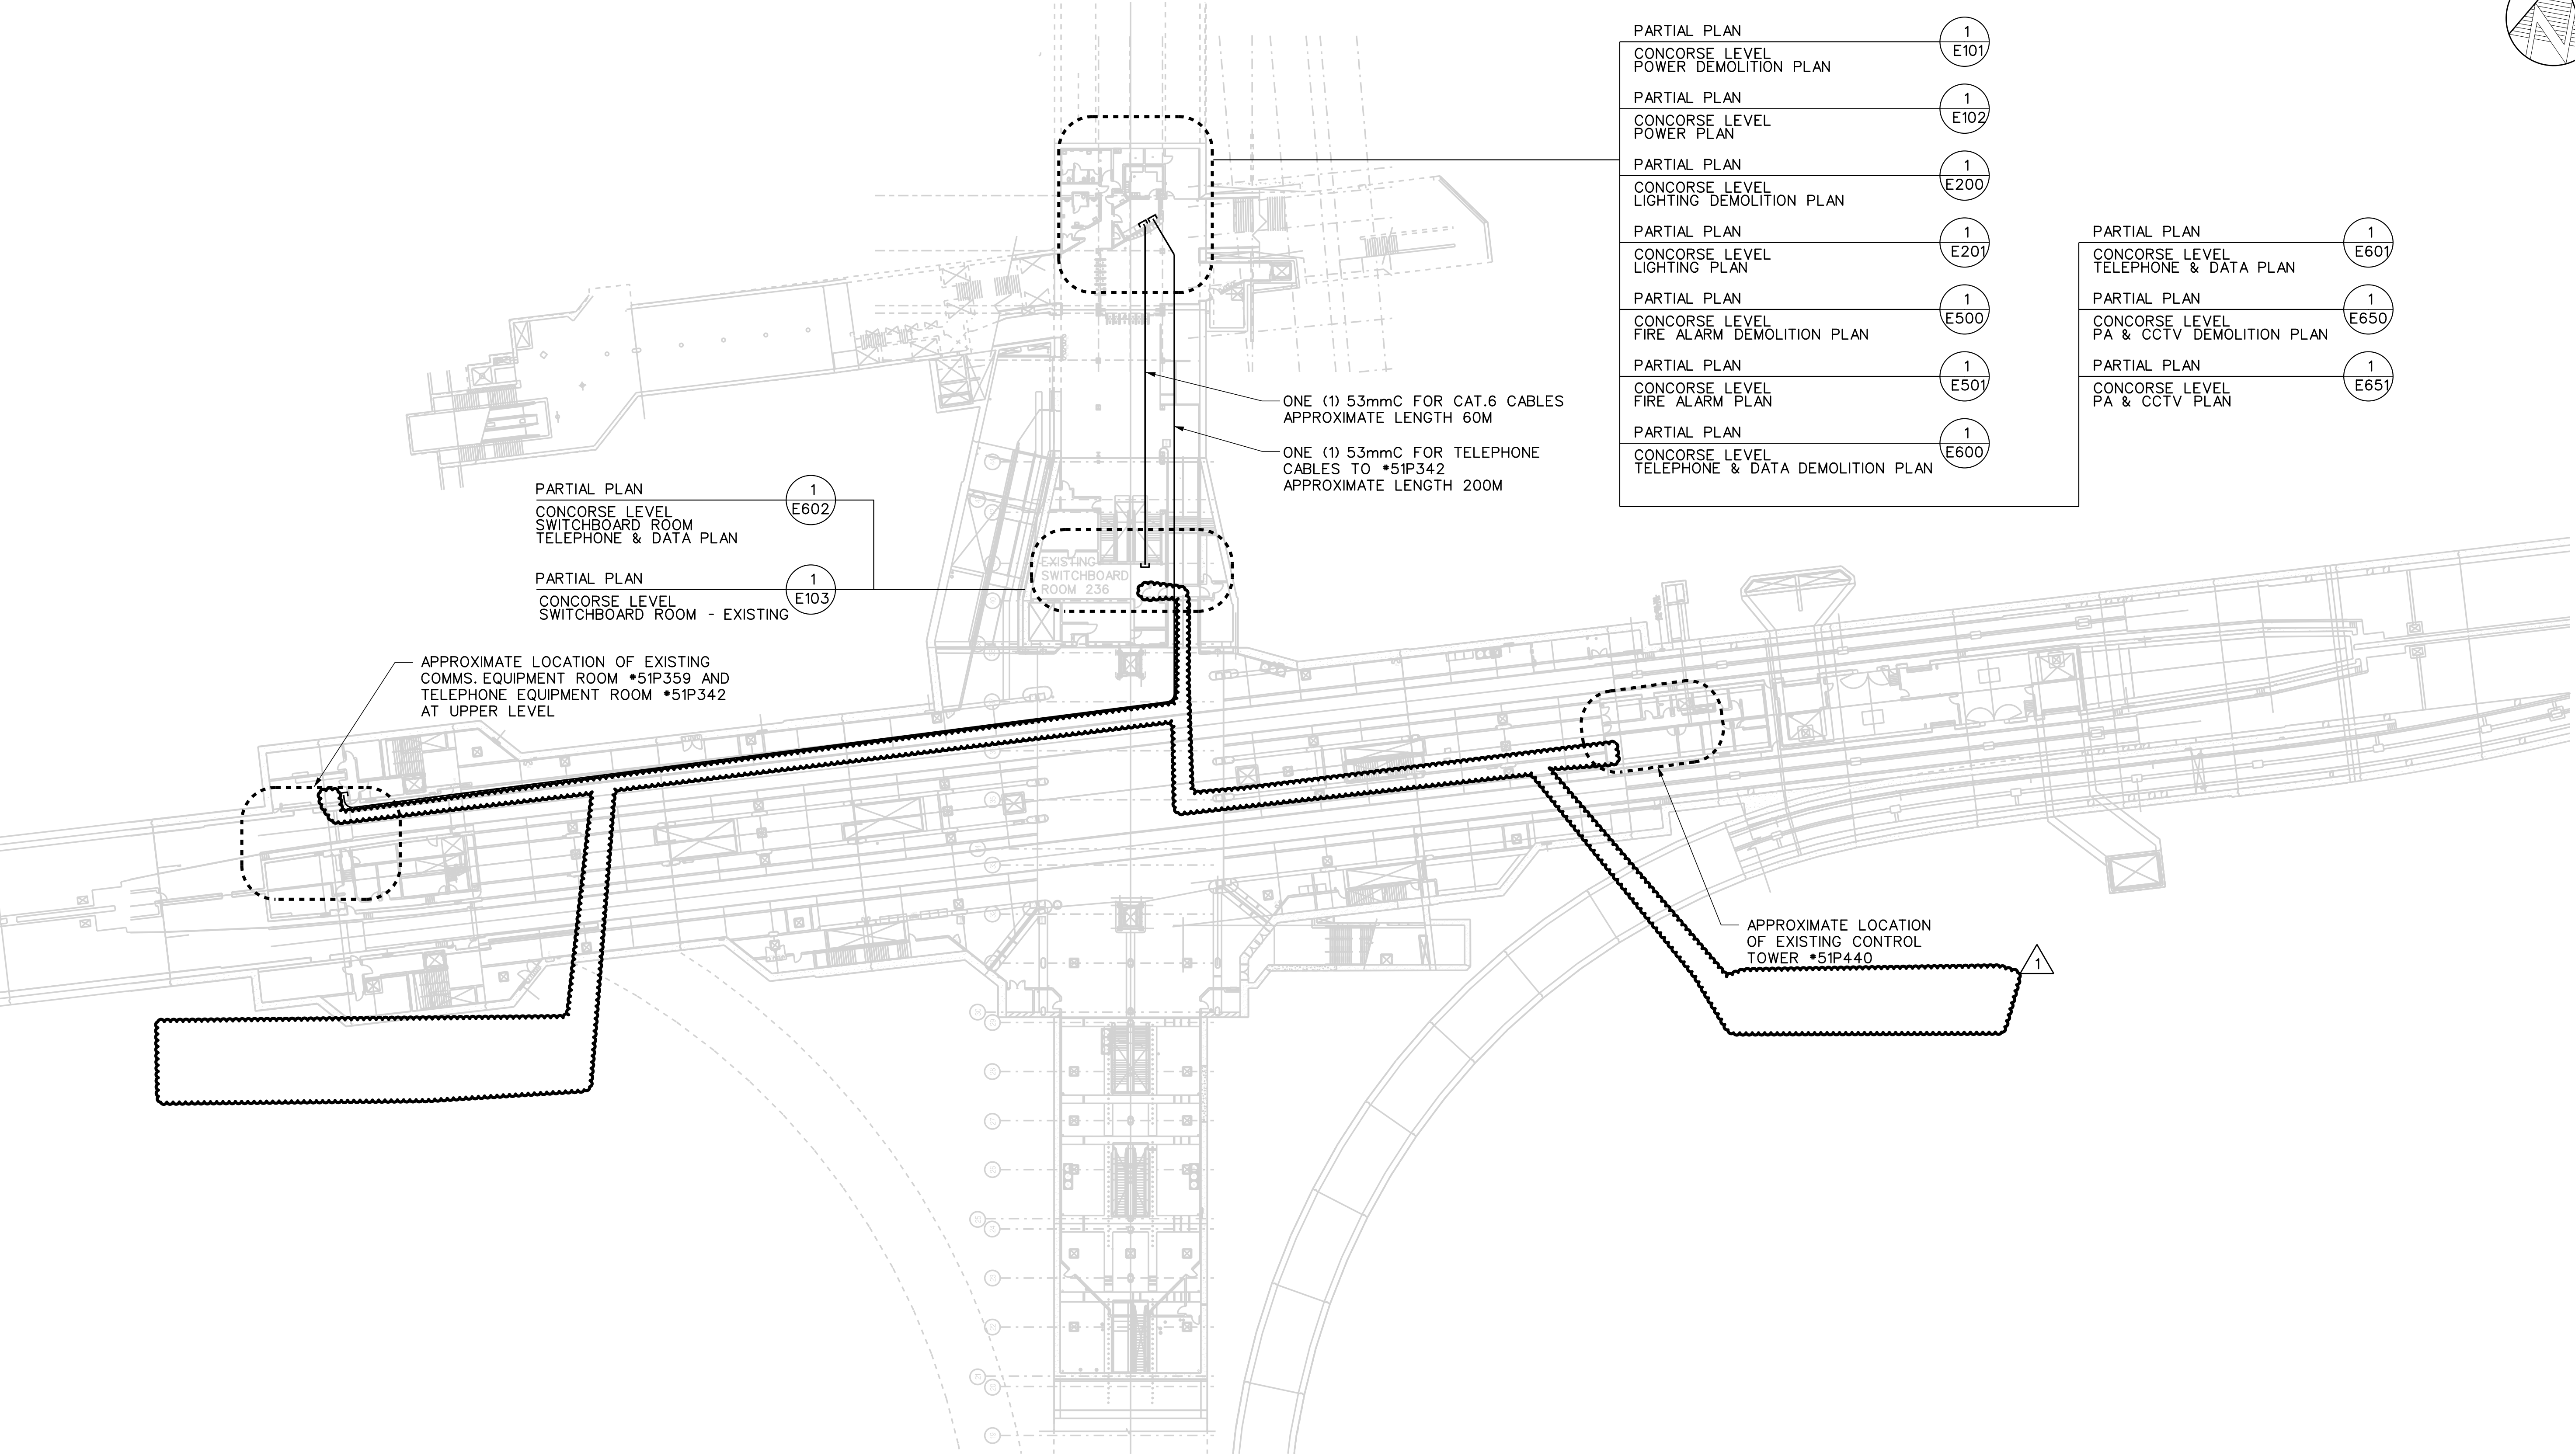 PARTIAL PLAN
1
E101
CONCORSE LEVEL
POWER DEMOLITION PLAN
PARTIAL PLAN
1
E102
CONCORSE LEVEL
POWER PLAN
PARTIAL PLAN
1
E200
CONCORSE LEVEL
LIGHTING DEMOLITION PLAN
PARTIAL PLAN
1
E201
CONCORSE LEVEL
LIGHTING PLAN
PARTIAL PLAN
1
E500
CONCORSE LEVEL
FIRE ALARM DEMOLITION PLAN
PARTIAL PLAN
1
E501
CONCORSE LEVEL
FIRE ALARM PLAN
PARTIAL PLAN
1
E600
CONCORSE LEVEL
TELEPHONE & DATA DEMOLITION PLAN
PARTIAL PLAN
1
E601
CONCORSE LEVEL
TELEPHONE & DATA PLAN
PARTIAL PLAN
1
E650
CONCORSE LEVEL
PA & CCTV DEMOLITION PLAN
PARTIAL PLAN
1
E651
CONCORSE LEVEL
PA & CCTV PLAN
N
ONE (1) 53mmC FOR CAT.6 CABLES
APPROXIMATE LENGTH 60M
ONE (1) 53mmC FOR TELEPHONE
CABLES TO *51P342
APPROXIMATE LENGTH 200M
PARTIAL PLAN
1
E602
CONCORSE LEVEL
SWITCHBOARD ROOM
TELEPHONE & DATA PLAN
PARTIAL PLAN
1
E103
CONCORSE LEVEL
SWITCHBOARD ROOM - EXISTING
EXISTING
SWITCHBOARD
ROOM 236
APPROXIMATE LOCATION OF EXISTING
COMMS. EQUIPMENT ROOM *51P359 AND
TELEPHONE EQUIPMENT ROOM *51P342
AT UPPER LEVEL
APPROXIMATE LOCATION
OF EXISTING CONTROL
TOWER *51P440
1